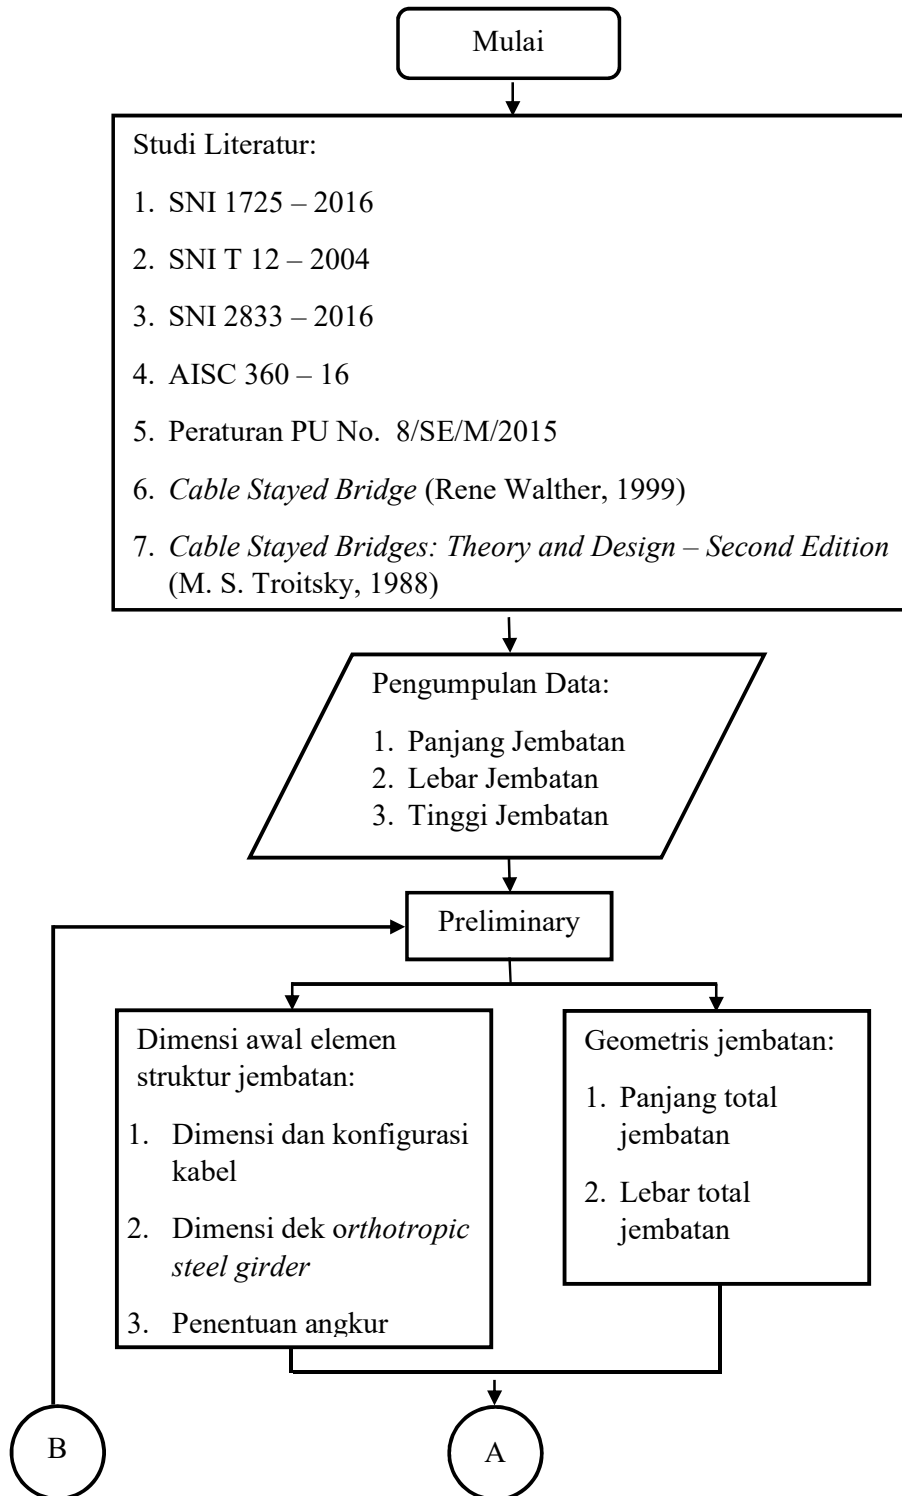 Mulai
Studi Literatur:
1. SNI 1725 – 2016
2. SNI T 12 – 2004
3. SNI 2833 – 2016
4. AISC 360 – 16
5. Peraturan PU No. 8/SE/M/2015
6. Cable Stayed Bridge (Rene Walther, 1999)
7. Cable Stayed Bridges: Theory and Design – Second Edition
(M. S. Troitsky, 1988)
Pengumpulan Data:
1. Panjang Jembatan
2. Lebar Jembatan
3. Tinggi Jembatan
Preliminary
Dimensi awal elemen
struktur jembatan:
1. Dimensi dan konfigurasi
kabel
2. Dimensi dek orthotropic
steel girder
3. Penentuan angkur
Geometris jembatan:
1. Panjang total
jembatan
2. Lebar total
jembatan
B
A